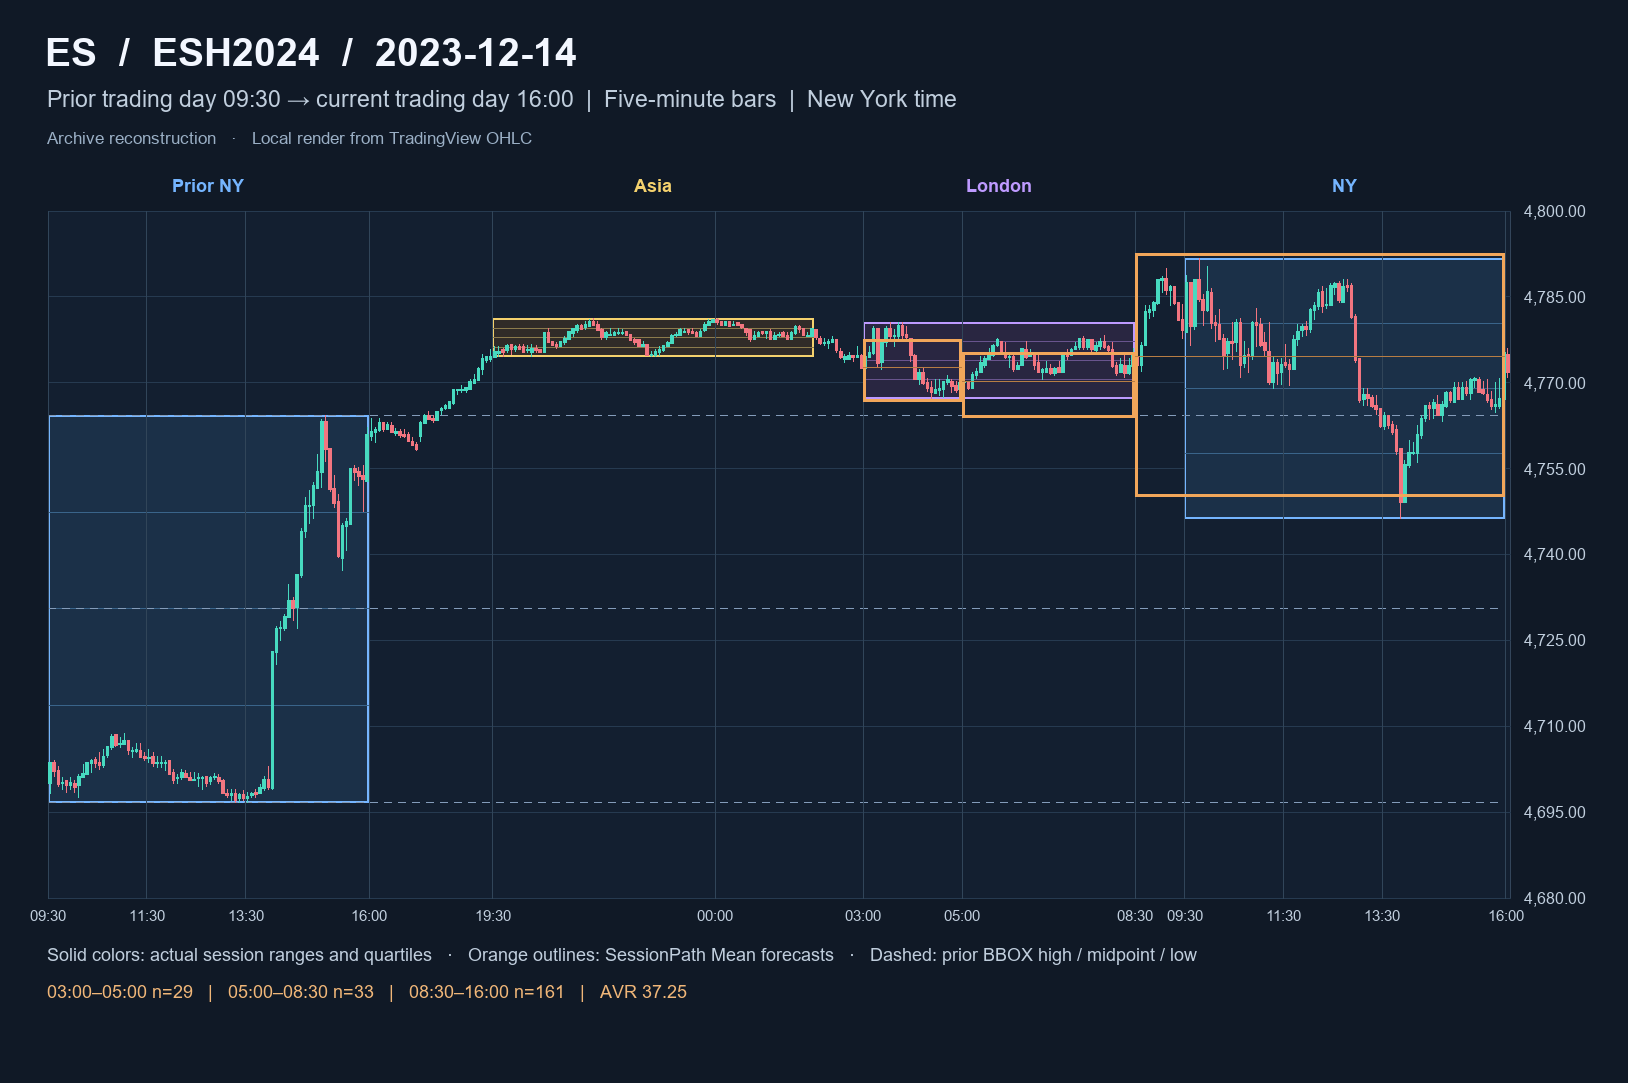 ES / ESH2024 / 2023-12-14
Prior trading day 09:30 → current trading day 16:00 | Five-minute bars | New York time
Archive reconstruction · Local render from TradingView OHLC
Prior NY Asia London NY
4,800.00
4,785.00
4,770.00
4,755.00
4,740.00
4,725.00
4,710.00
4,695.00
4,680.00
09:30 11:30 13:30 16:00 19:30 00:00 03:00 05:00 08:30 09:30 11:30 13:30 16:00
Solid colors: actual session ranges and quartiles · Orange outlines: SessionPath Mean forecasts · Dashed: prior BBOX high / midpoint / low
03:00–05:00 n=29 | 05:00–08:30 n=33 | 08:30–16:00 n=161 | AVR 37.25